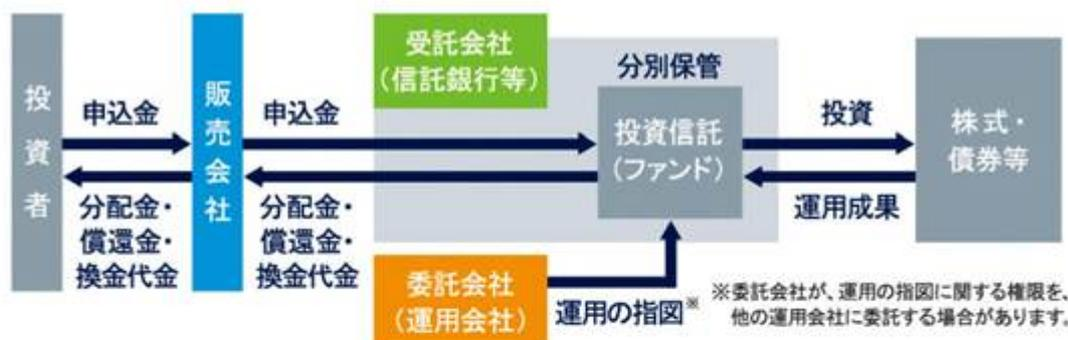 投資者
申込金
分配金・
償還金・
換金代金
販売会社
申込金
分配金・
償還金・
換金代金
受託会社
(信託銀行等)
分別保管
投資信託
(ファンド)
委託会社
(運用会社)
運用の指図※
投資
運用成果
株式・
債券等
※委託会社が、運用の指図に関する権限を、
他の運用会社に委託する場合があります。